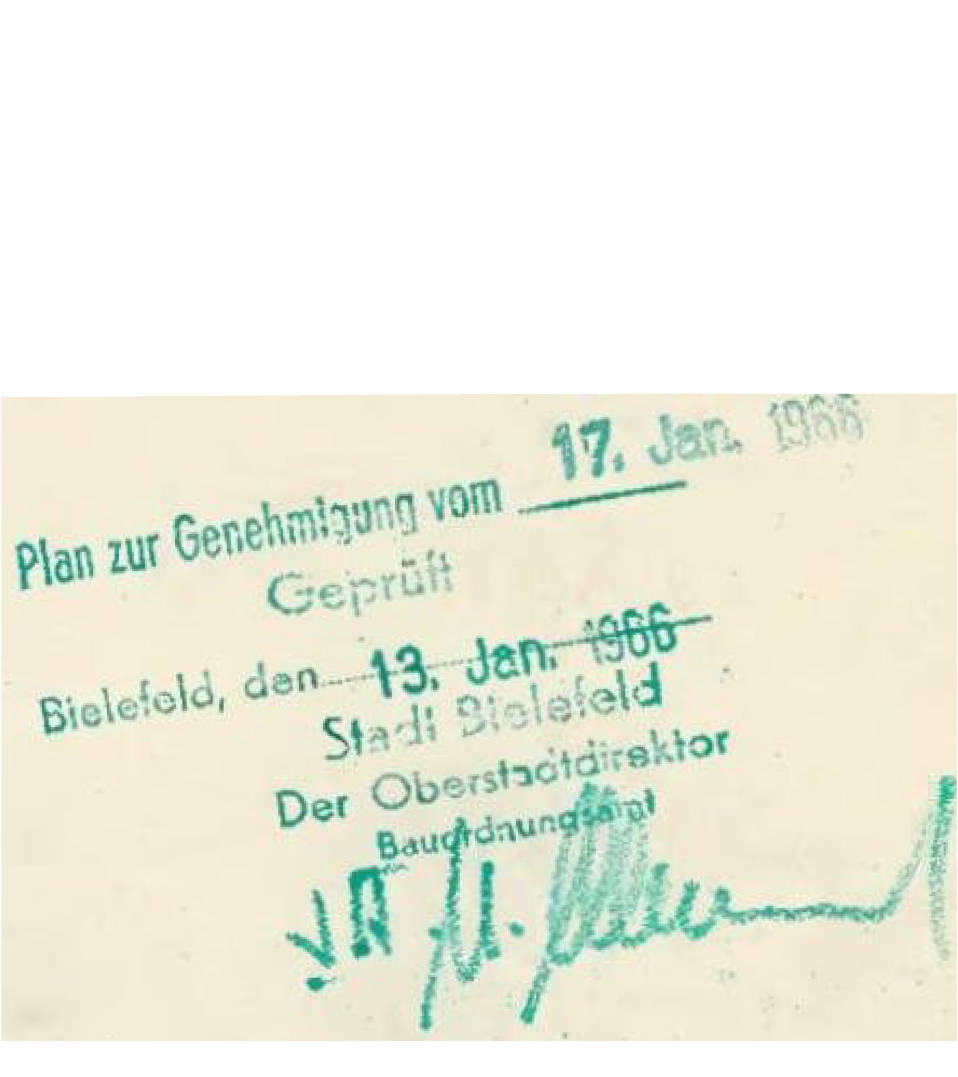 17. Jan. 1966
Plan zur Genehmigung vom
Geprüft
Bielefeld, den 13. Jan. 1966
Stadt Bielefeld
Der Oberstadtdirektor
Bauordnungsamt